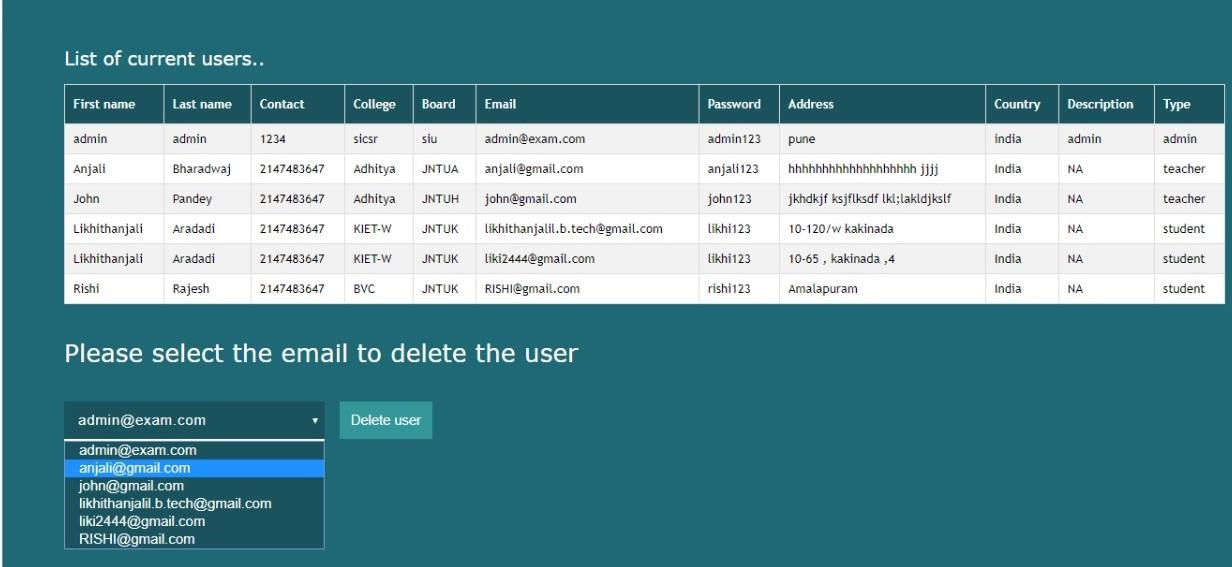 List of current users..
First name Last name Contact College Board Email Password Address Country Description Type
admin admin 1234 sicsr siu admin@exam.com admin123 pune india admin admin
Anjali Bharadwaj 2147483647 Adhitya JNTUA anjali@gmail.com anjali123 hhhhhhhhhhhhhhhhhhh jjjj India NA teacher
John Pandey 2147483647 Adhitya JNTUH john@gmail.com john123 jkhdkjf ksjflksdf lkl;lakldjkslf India NA teacher
Likhithanjali Aradadi 2147483647 KIET-W JNTUK likhithanjalil.b.tech@gmail.com likhi123 10-120/w kakinada India NA student
Likhithanjali Aradadi 2147483647 KIET-W JNTUK liki2444@gmail.com likhi123 10-65 , kakinada ,4 India NA student
Rishi Rajesh 2147483647 BVC JNTUK RISHI@gmail.com rishi123 Amalapuram India NA student
Please select the email to delete the user
admin@exam.com Delete user
admin@exam.com
anjali@gmail.com
john@gmail.com
likhithanjalil.b.tech@gmail.com
liki2444@gmail.com
RISHI@gmail.com